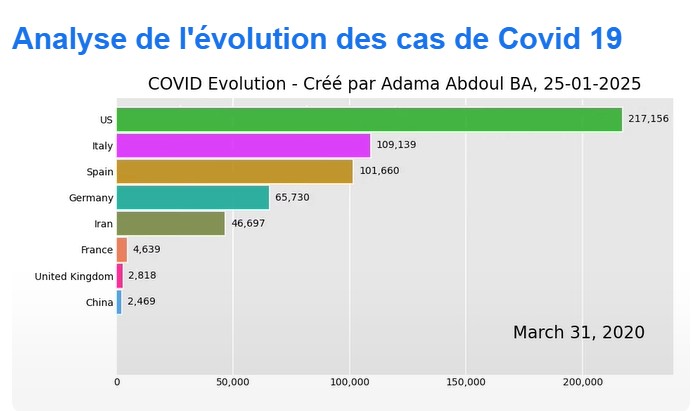 Analyse de l'évolution des cas de Covid 19
COVID Evolution - Créé par Adama Abdoul BA, 25-01-2025
US 217,156
Italy 109,139
Spain 101,660
Germany 65,730
Iran 46,697
France 4,639
United Kingdom 2,818
China 2,469
March 31, 2020
0 50,000 100,000 150,000 200,000